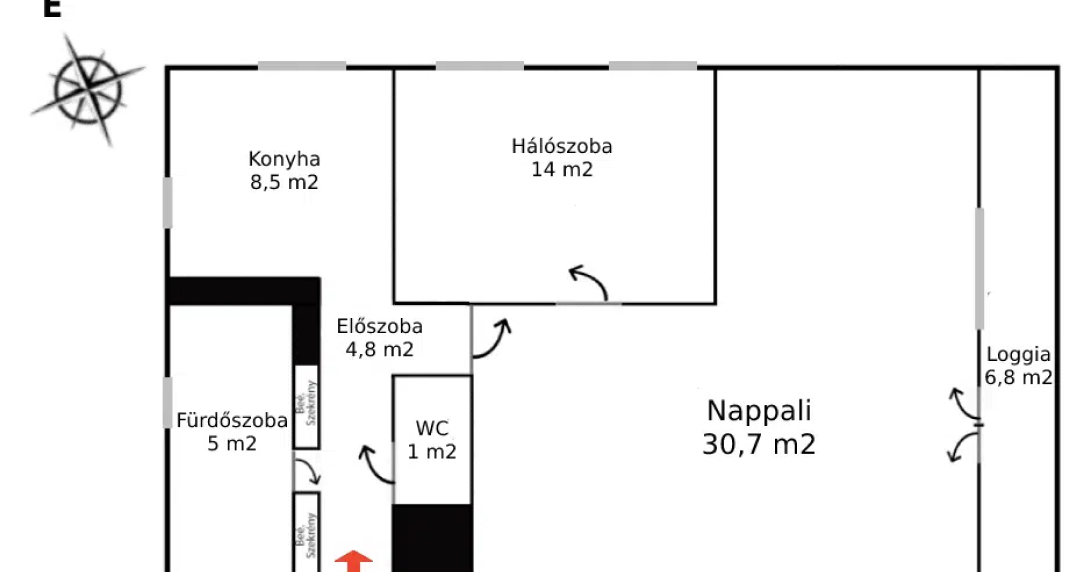 E
Konyha
8,5 m2
Hálószoba
14 m2
Előszoba
4,8 m2
Loggia
6,8 m2
Fürdőszoba
5 m2
Beé.
Szekrény
WC
1 m2
Nappali
30,7 m2
Beé.
Szekrény